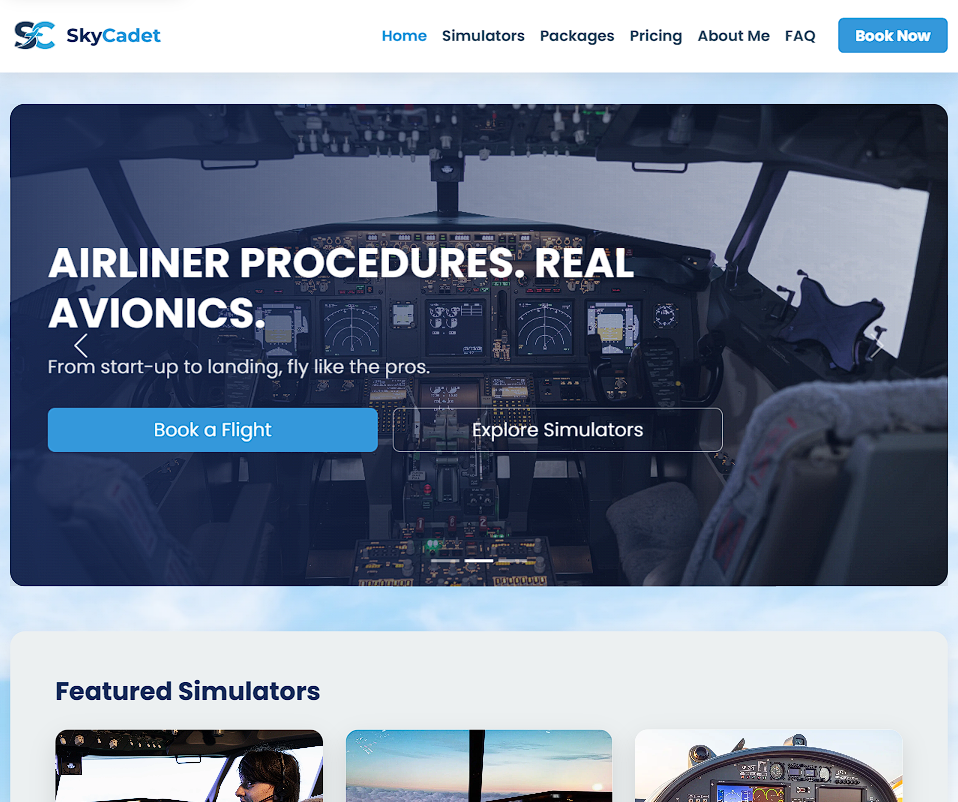 SkyCadet
Home Simulators Packages Pricing About Me FAQ Book Now
AIRLINER PROCEDURES. REAL
AVIONICS.
From start-up to landing, fly like the pros.
Book a Flight Explore Simulators
Featured Simulators